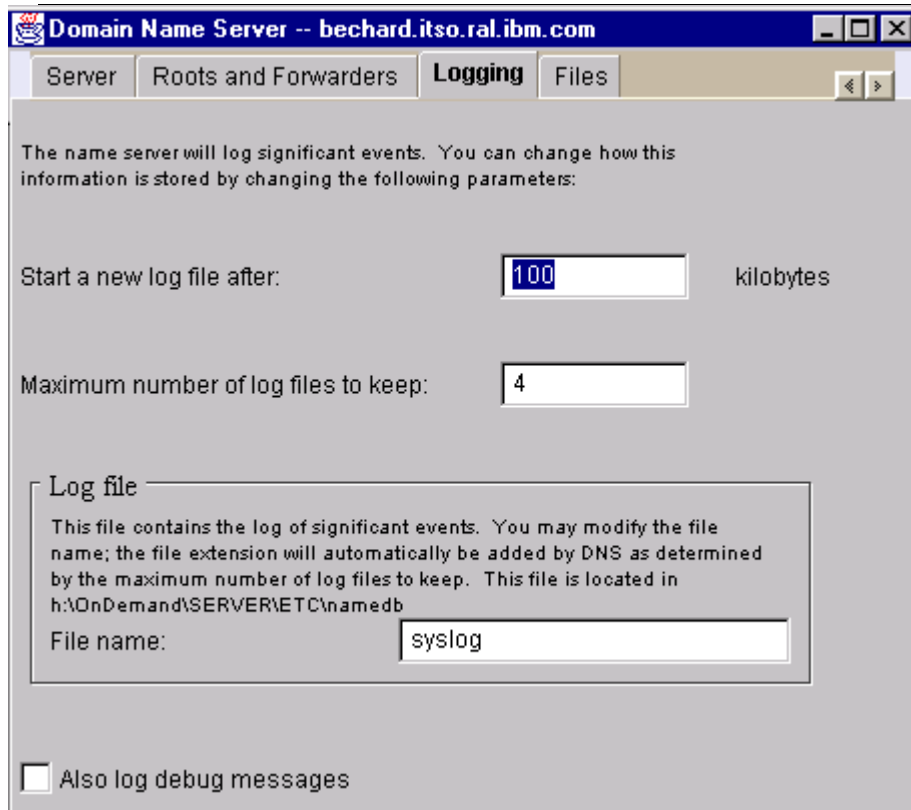 Domain Name Server -- bechard.itso.ral.ibm.com
Server Roots and Forwarders Logging Files
The name server will log significant events. You can change how this
information is stored by changing the following parameters:
Start a new log file after: 100 kilobytes
Maximum number of log files to keep: 4
Log file
This file contains the log of significant events. You may modify the file
name; the file extension will automatically be added by DNS as determined
by the maximum number of log files to keep. This file is located in
h:\OnDemand\SERVER\ETC\namedb
File name: syslog
Also log debug messages